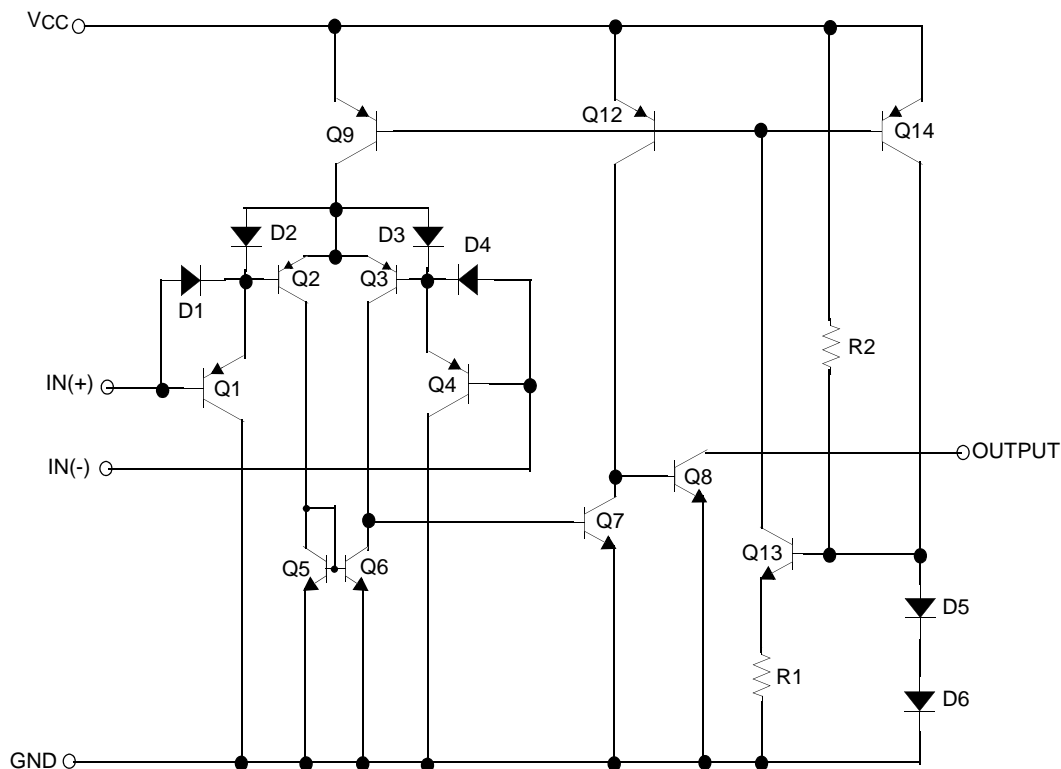 VCC
Q12
Q9
Q14
D2
D3
D4
Q2
Q3
D1
R2
IN(+)
Q1
Q4
OUTPUT
IN(-)
Q8
Q7
Q13
Q5
Q6
D5
R1
D6
GND